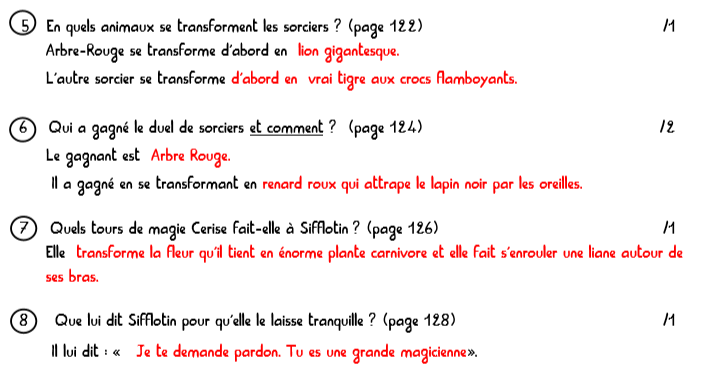 5 En quels animaux se transforment les sorciers ? (page 122) /1
Arbre-Rouge se transforme d'abord en lion gigantesque.
L'autre sorcier se transforme d'abord en vrai tigre aux crocs flamboyants.
6 Qui a gagné le duel de sorciers et comment ? (page 124) /2
Le gagnant est Arbre Rouge.
Il a gagné en se transformant en renard roux qui attrape le lapin noir par les oreilles.
7 Quels tours de magie Cerise fait-elle à Sifflotin ? (page 126) /1
Elle transforme la fleur qu'il tient en énorme plante carnivore et elle fait s'enrouler une liane autour de
ses bras.
8 Que lui dit Sifflotin pour qu'elle le laisse tranquille ? (page 128) /1
Il lui dit : « Je te demande pardon. Tu es une grande magicienne».